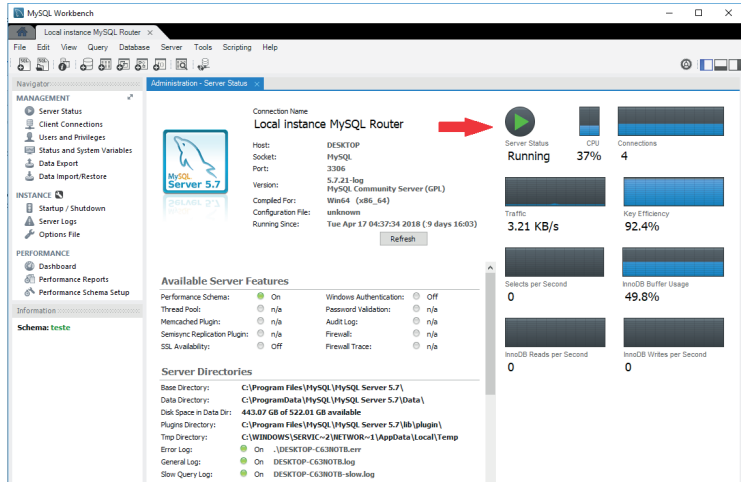 MySQL Workbench
Local instance MySQL Router
File Edit View Query Database Server Tools Scripting Help
Navigator
MANAGEMENT
Server Status
Client Connections
Users and Privileges
Status and System Variables
Data Export
Data Import/Restore
INSTANCE
Startup / Shutdown
Server Logs
Options File
PERFORMANCE
Dashboard
Performance Reports
Performance Schema Setup
Information
Schema: teste
Administration - Server Status
MySQL
Server 5.7
Connection Name
Local instance MySQL Router
Host: DESKTOP
Socket: MySQL
Port: 3306
Version: 5.7.21-log
MySQL Community Server (GPL)
Compiled For: Win64 (x86_64)
Configuration File: unknown
Running Since: Tue Apr 17 04:37:34 2018 (9 days 16:03)
Refresh
Available Server Features
Performance Schema: On Windows Authentication: Off
Thread Pool: n/a Password Validation: n/a
Memcached Plugin: n/a Audit Log: n/a
Semisync Replication Plugin: n/a Firewall: n/a
SSL Availability: Off Firewall Trace: n/a
Server Directories
Base Directory: C:\Program Files\MySQL\MySQL Server 5.7\
Data Directory: C:\ProgramData\MySQL\MySQL Server 5.7\Data\
Disk Space in Data Dir: 443.07 GB of 522.01 GB available
Plugins Directory: C:\Program Files\MySQL\MySQL Server 5.7\lib\plugin\
Tmp Directory: C:\WINDOWS\SERVIC~2\NETWOR~1\AppData\Local\Temp
Error Log: On .\DESKTOP-C63NOTB.err
General Log: On DESKTOP-C63NOTB.log
Slow Query Log: On DESKTOP-C63NOTB-slow.log
Server Status CPU Connections
Running 37% 4
Traffic Key Efficiency
3.21 KB/s 92.4%
Selects per Second InnoDB Buffer Usage
0 49.8%
InnoDB Reads per Second InnoDB Writes per Second
0 0